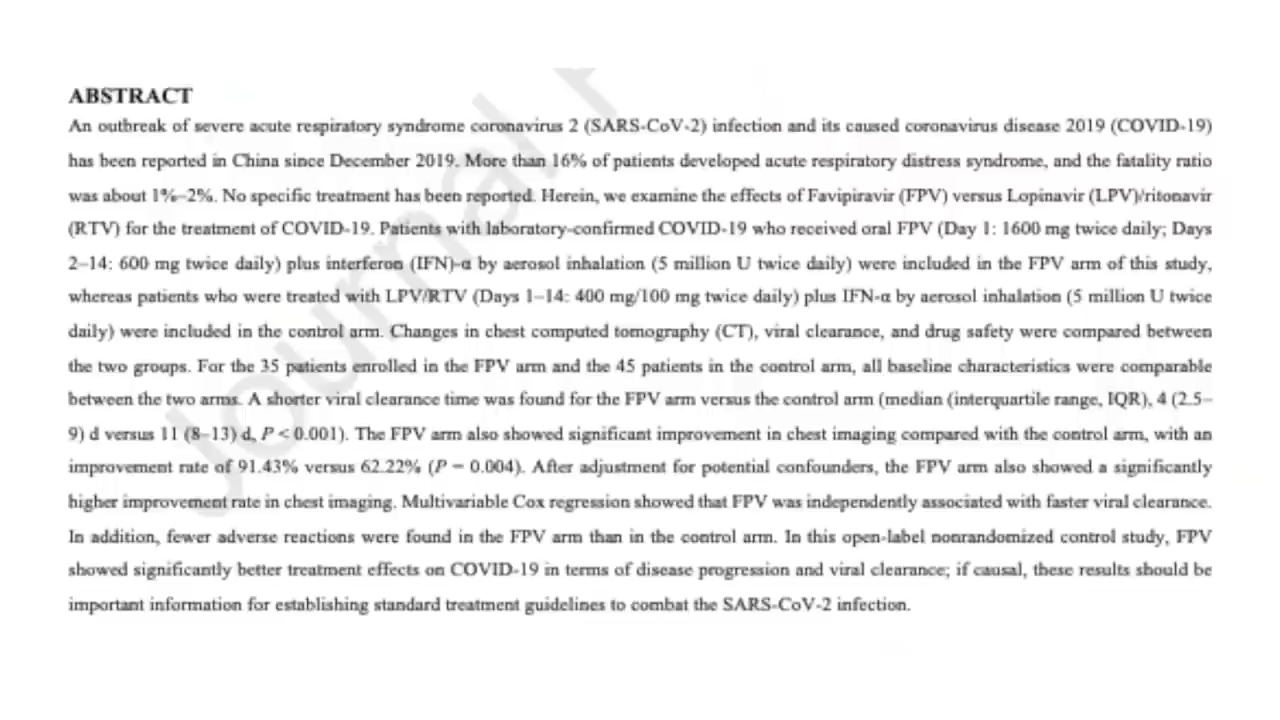 ABSTRACT
An outbreak of severe acute respiratory syndrome coronavirus 2 (SARS-CoV-2) infection and its caused coronavirus disease 2019 (COVID-19)
has been reported in China since December 2019. More than 16% of patients developed acute respiratory distress syndrome, and the fatality ratio
was about 1%–2%. No specific treatment has been reported. Herein, we examine the effects of Favipiravir (FPV) versus Lopinavir (LPV)/ritonavir
(RTV) for the treatment of COVID-19. Patients with laboratory-confirmed COVID-19 who received oral FPV (Day 1: 1600 mg twice daily; Days
2–14: 600 mg twice daily) plus interferon (IFN)-α by aerosol inhalation (5 million U twice daily) were included in the FPV arm of this study,
whereas patients who were treated with LPV/RTV (Days 1–14: 400 mg/100 mg twice daily) plus IFN-α by aerosol inhalation (5 million U twice
daily) were included in the control arm. Changes in chest computed tomography (CT), viral clearance, and drug safety were compared between
the two groups. For the 35 patients enrolled in the FPV arm and the 45 patients in the control arm, all baseline characteristics were comparable
between the two arms. A shorter viral clearance time was found for the FPV arm versus the control arm (median (interquartile range, IQR), 4 (2.5–
9) d versus 11 (8–13) d, P < 0.001). The FPV arm also showed significant improvement in chest imaging compared with the control arm, with an
improvement rate of 91.43% versus 62.22% (P = 0.004). After adjustment for potential confounders, the FPV arm also showed a significantly
higher improvement rate in chest imaging. Multivariable Cox regression showed that FPV was independently associated with faster viral clearance.
In addition, fewer adverse reactions were found in the FPV arm than in the control arm. In this open-label nonrandomized control study, FPV
showed significantly better treatment effects on COVID-19 in terms of disease progression and viral clearance; if causal, these results should be
important information for establishing standard treatment guidelines to combat the SARS-CoV-2 infection.
Journal